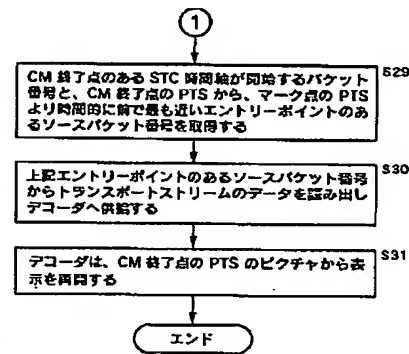 1
S29
CM 終了点のある STC 時間軸が開始するパケット
番号と、CM 終了点の PTS から、マーク点の PTS
より時間的に前で最も近いエントリーポイントのあ
るソースパケット番号を取得する
S30
上記エントリーポイントのあるソースパケット番号
からトランスポートストリームのデータを読み出し
デコーダへ供給する
S31
デコーダは、CM 終了点の PTS のピクチャから表
示を再開する
エンド